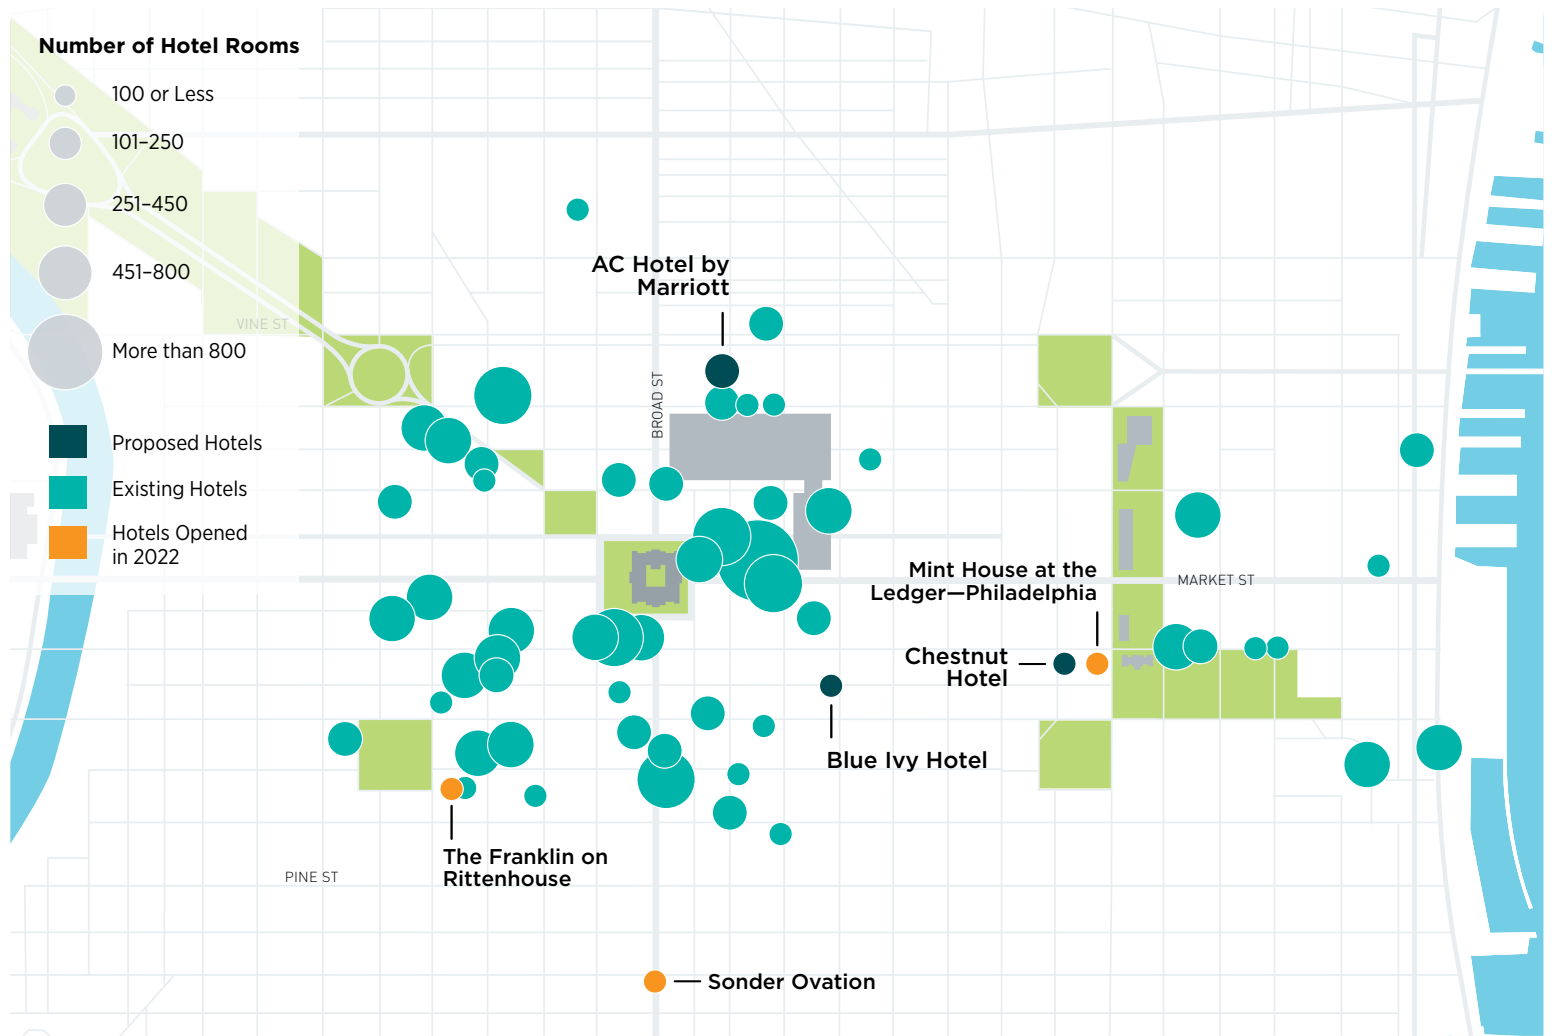 Number of Hotel Rooms
100 or Less
101–250
251–450
451–800
More than 800
Proposed Hotels
Existing Hotels
Hotels Opened
in 2022
VINE ST
BROAD ST
AC Hotel by
Marriott
MARKET ST
Mint House at the
Ledger—Philadelphia
Chestnut
Hotel
Blue Ivy Hotel
The Franklin on
Rittenhouse
PINE ST
Sonder Ovation